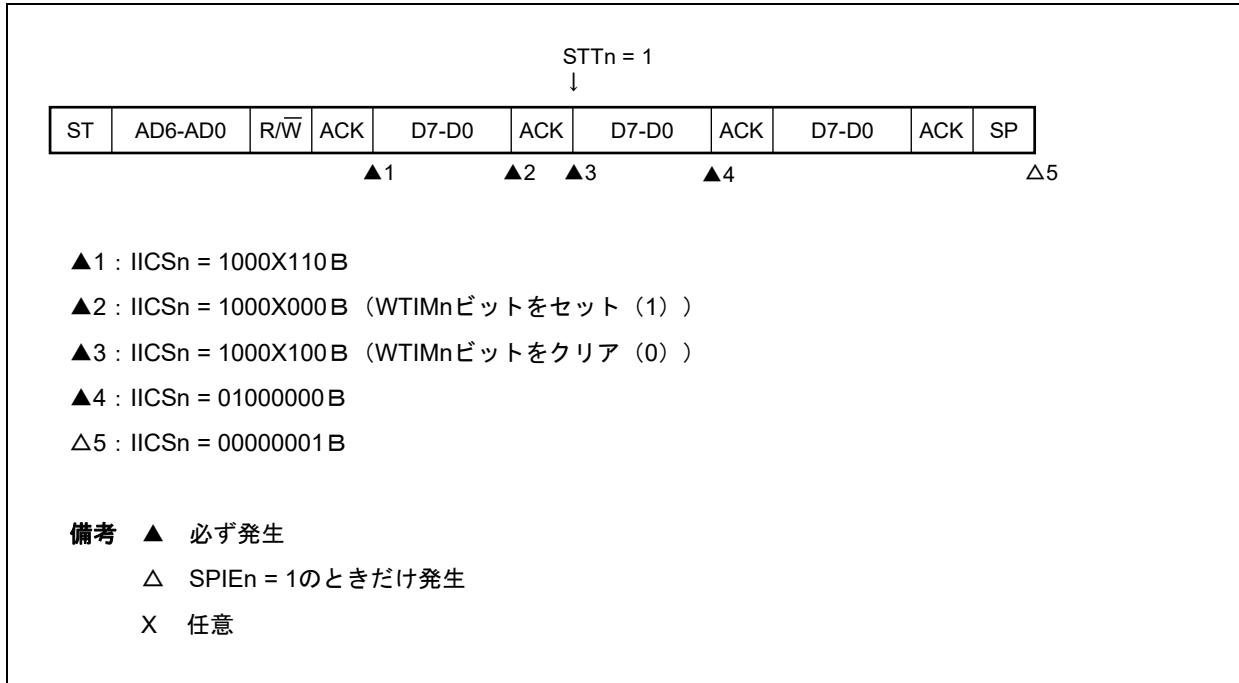 STTn = 1
↓
ST AD6-AD0 R/W̅ ACK D7-D0 ACK D7-D0 ACK D7-D0 ACK SP
▲1 ▲2 ▲3 ▲4 △5
▲1：IICSn = 1000X110B
▲2：IICSn = 1000X000B（WTIMnビットをセット（1））
▲3：IICSn = 1000X100B（WTIMnビットをクリア（0））
▲4：IICSn = 01000000B
△5：IICSn = 00000001B
備考 ▲ 必ず発生
△ SPIEn = 1のときだけ発生
X 任意